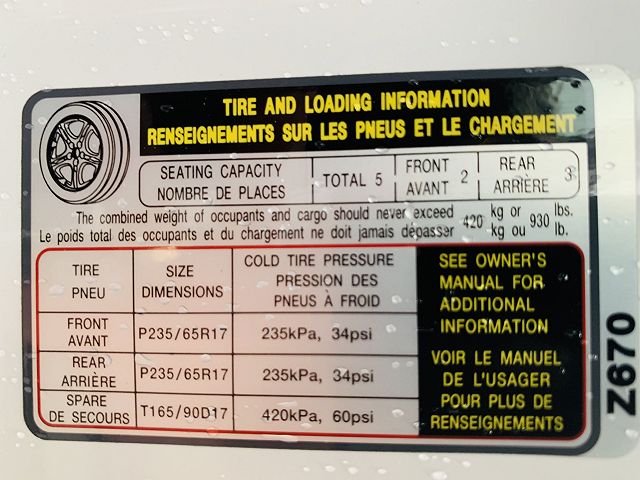 TIRE AND LOADING INFORMATION
RENSEIGNEMENTS SUR LES PNEUS ET LE CHARGEMENT
SEATING CAPACITY
NOMBRE DE PLACES
TOTAL 5
FRONT
AVANT 2
REAR
ARRIÈRE 3
The combined weight of occupants and cargo should never exceed 420 kg or 930 lbs.
Le poids total des occupants et du chargement ne doit jamais dépasser kg ou lb.
TIRE
PNEU
SIZE
DIMENSIONS
COLD TIRE PRESSURE
PRESSION DES
PNEUS À FROID
FRONT
AVANT
P235/65R17
235kPa, 34psi
REAR
ARRIÈRE
P235/65R17
235kPa, 34psi
SPARE
DE SECOURS
T165/90D17
420kPa, 60psi
SEE OWNER'S
MANUAL FOR
ADDITIONAL
INFORMATION
VOIR LE MANUEL
DE L'USAGER
POUR PLUS DE
RENSEIGNEMENTS
Z670